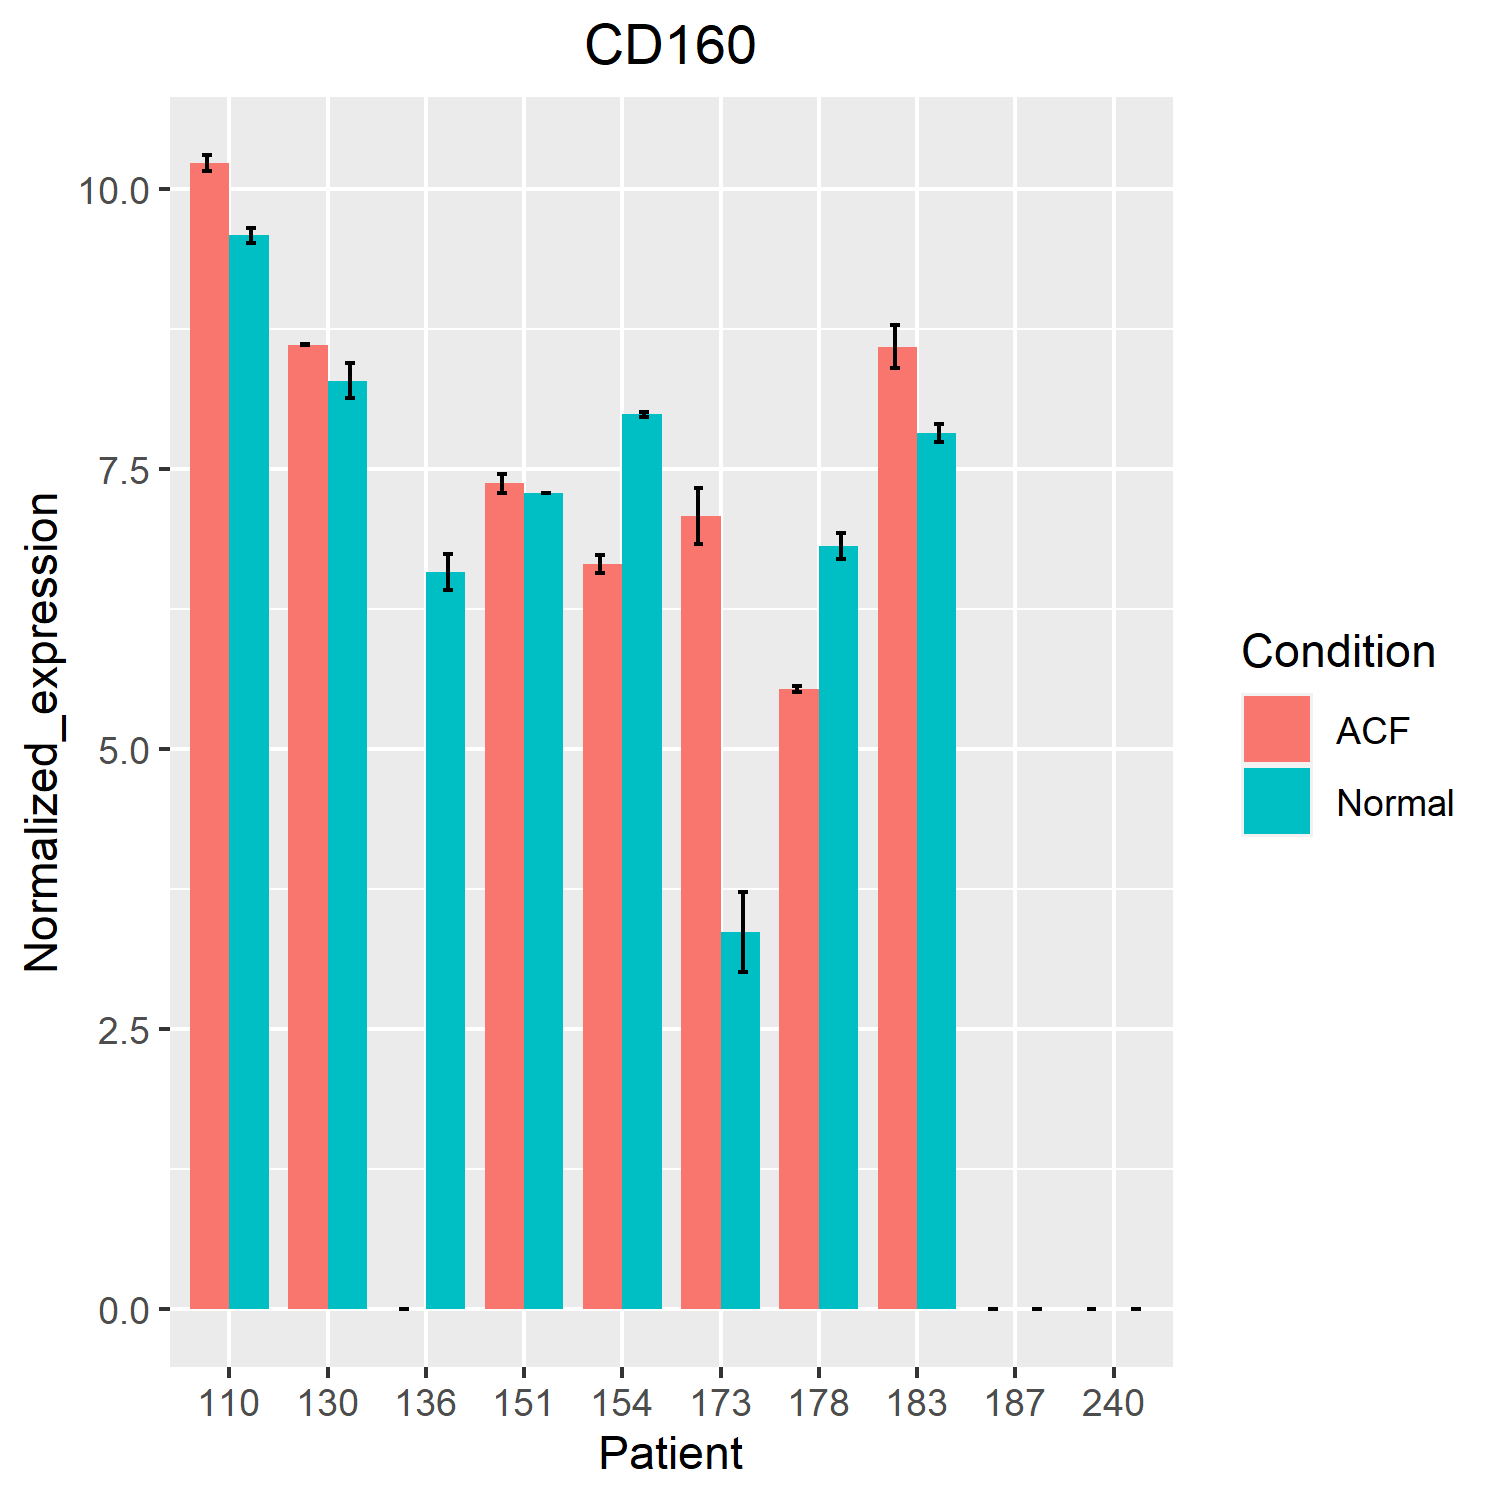 CD160
Normalized_expression
10.0
7.5
5.0
2.5
0.0
110 130 136 151 154 173 178 183 187 240
Patient
Condition
ACF
Normal